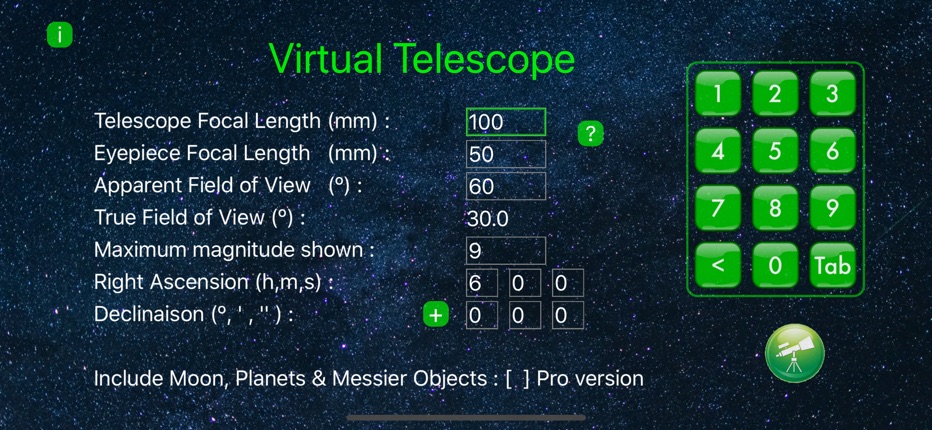 i
Virtual Telescope
Telescope Focal Length (mm) : 100
?
Eyepiece Focal Length (mm) : 50
Apparent Field of View (º) : 60
True Field of View (º) : 30.0
Maximum magnitude shown : 9
Right Ascension (h,m,s) : 6 0 0
Declinaison (º, ' , '' ) : + 0 0 0
Include Moon, Planets & Messier Objects : [ ] Pro version
1 2 3
4 5 6
7 8 9
< 0 Tab